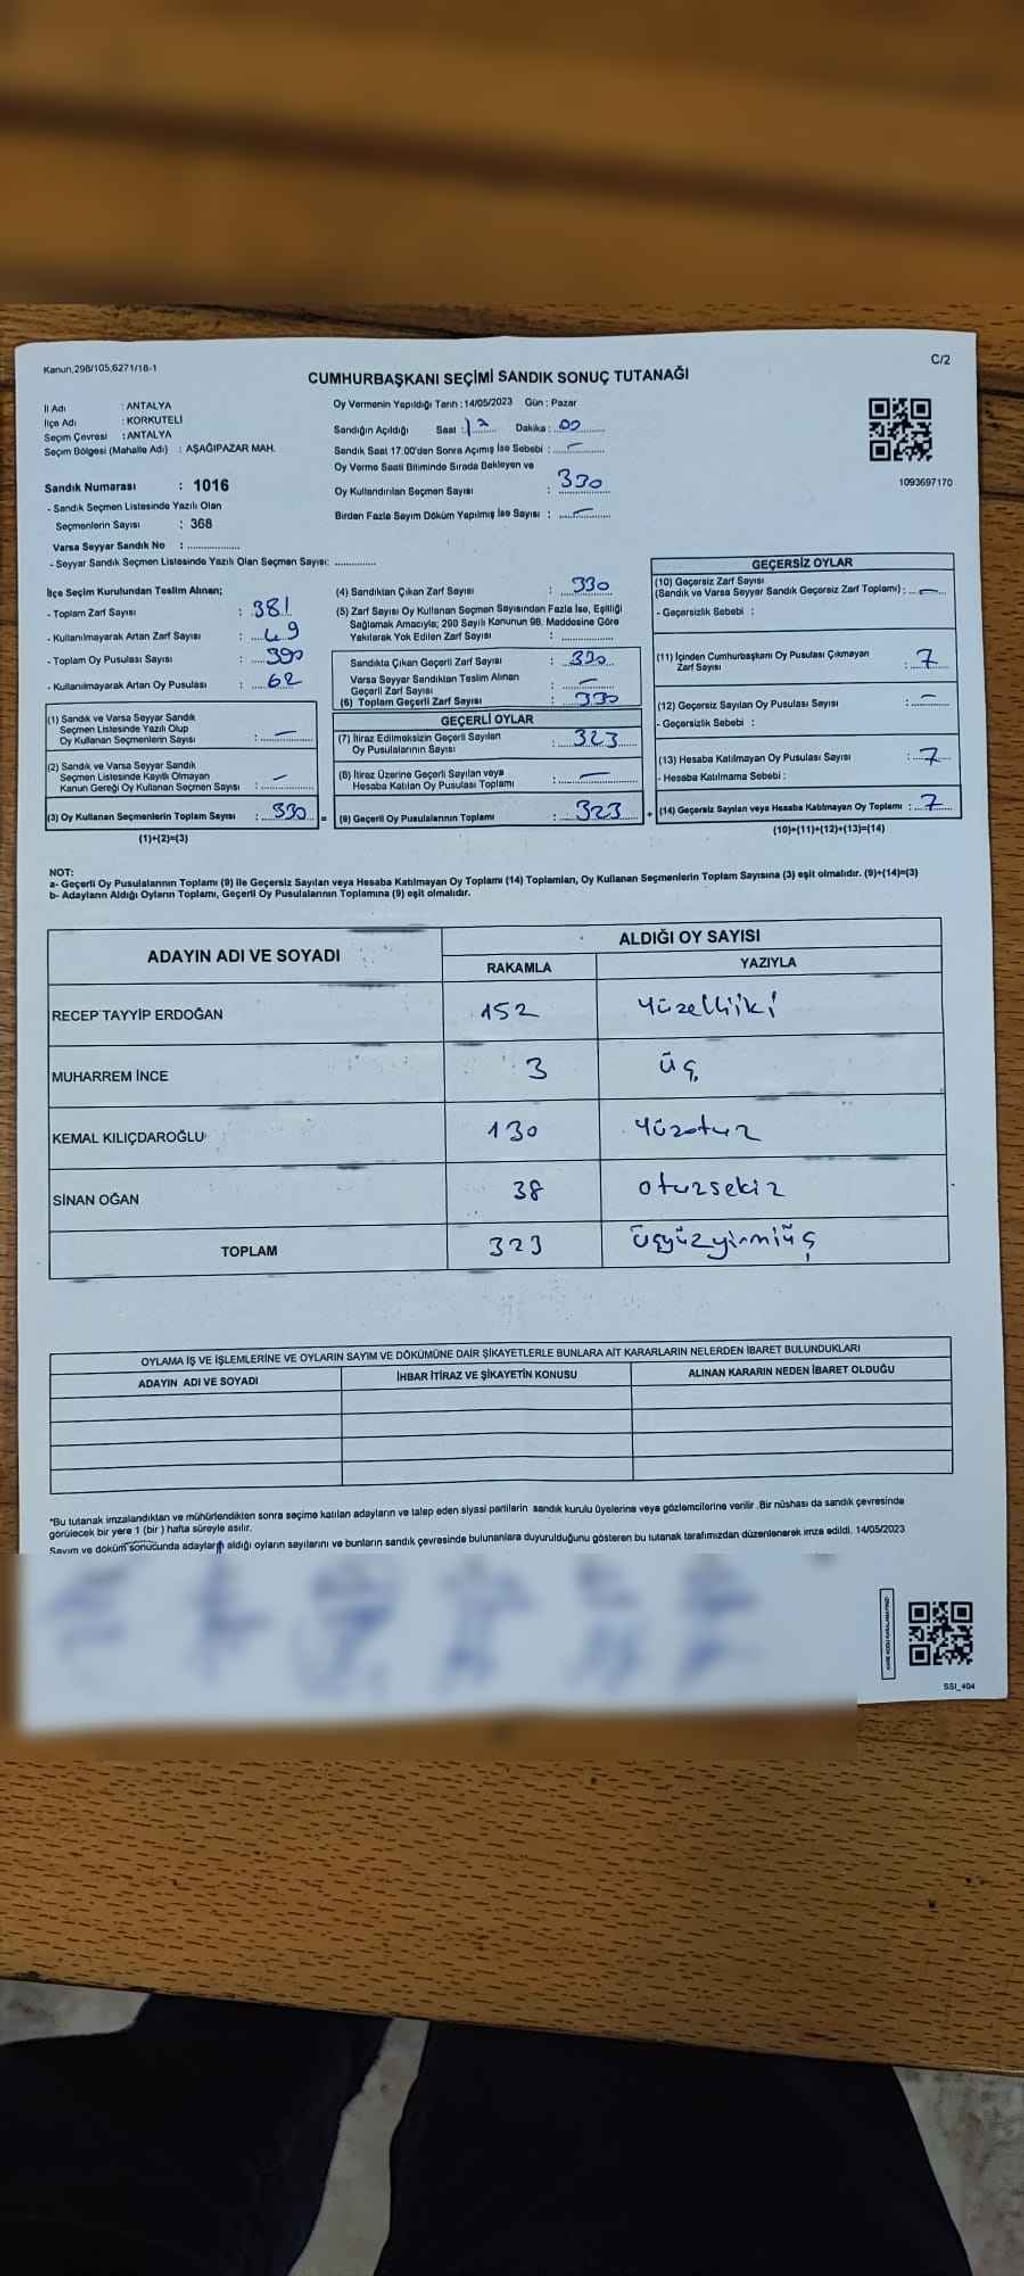 Kanun,298/105,6271/16-1
C/2
CUMHURBAŞKANI SEÇİMİ SANDIK SONUÇ TUTANAĞI
İl Adı : ANTALYA
İlçe Adı : KORKUTELİ
Seçim Çevresi : ANTALYA
Seçim Bölgesi (Mahalle Adı) : AŞAĞIPAZAR MAH.
Sandık Numarası : 1016
- Sandık Seçmen Listesinde Yazılı Olan
Seçmenlerin Sayısı : 368
Varsa Seyyar Sandık No : ..................
- Seyyar Sandık Seçmen Listesinde Yazılı Olan Seçmen Sayısı: .............
Oy Vermenin Yapıldığı Tarih : 14/05/2023 Gün : Pazar
Sandığın Açıldığı Saat : 12 Dakika : 00
Sandık Saat 17.00'den Sonra Açımış İse Sebebi : —
Oy Verme Saati Bitiminde Sırada Bekleyen ve
Oy Kullandırılan Seçmen Sayısı : 330
Birden Fazla Sayım Döküm Yapılmış İse Sayısı : —
1093697170
İlçe Seçim Kurulundan Teslim Alınan;
- Toplam Zarf Sayısı : 381
- Kullanılmayarak Artan Zarf Sayısı : 49
- Toplam Oy Pusulası Sayısı : 390
- Kullanılmayarak Artan Oy Pusulası : 62
(1) Sandık ve Varsa Seyyar Sandık
Seçmen Listesinde Yazılı Olup
Oy Kullanan Seçmenlerin Sayısı : —
(2) Sandık ve Varsa Seyyar Sandık
Seçmen Listesinde Kayıtlı Olmayan
Kanun Gereği Oy Kullanan Seçmen Sayısı : —
(3) Oy Kullanan Seçmenlerin Toplam Sayısı : 330 =
(1)+(2)=(3)
(4) Sandıktan Çıkan Zarf Sayısı : 330
(5) Zarf Sayısı Oy Kullanan Seçmen Sayısından Fazla İse, Eşitliği
Sağlamak Amacıyla; 298 Sayılı Kanunun 98. Maddesine Göre
Yakılarak Yok Edilen Zarf Sayısı : .............
Sandıkta Çıkan Geçerli Zarf Sayısı : 330
Varsa Seyyar Sandıktan Teslim Alınan
Geçerli Zarf Sayısı : —
(6) Toplam Geçerli Zarf Sayısı : 330
GEÇERLİ OYLAR
(7) İtiraz Edilmeksizin Geçerli Sayılan
Oy Pusulalarının Sayısı : 323
(8) İtiraz Üzerine Geçerli Sayılan veya
Hesaba Katılan Oy Pusulası Toplamı : —
(9) Geçerli Oy Pusulalarının Toplamı : 323 +
GEÇERSİZ OYLAR
(10) Geçersiz Zarf Sayısı
(Sandık ve Varsa Seyyar Sandık Geçersiz Zarf Toplamı) : —
- Geçersizlik Sebebi :
(11) İçinden Cumhurbaşkanı Oy Pusulası Çıkmayan
Zarf Sayısı : 7
(12) Geçersiz Sayılan Oy Pusulası Sayısı : —
- Geçersizlik Sebebi :
(13) Hesaba Katılmayan Oy Pusulası Sayısı : 7
- Hesaba Katılmama Sebebi :
(14) Geçersiz Sayılan veya Hesaba Katılmayan Oy Toplamı : 7
(10)+(11)+(12)+(13)=(14)
NOT:
a- Geçerli Oy Pusulalarının Toplamı (9) ile Geçersiz Sayılan veya Hesaba Katılmayan Oy Toplamı (14) Toplamları, Oy Kullanan Seçmenlerin Toplam Sayısına (3) eşit olmalıdır. (9)+(14)=(3)
b- Adayların Aldığı Oyların Toplamı, Geçerli Oy Pusulalarının Toplamına (9) eşit olmalıdır.
ADAYIN ADI VE SOYADI ALDIĞI OY SAYISI
RAKAMLA YAZIYLA
RECEP TAYYİP ERDOĞAN 152 yüzelliiki
MUHARREM İNCE 3 üç
KEMAL KILIÇDAROĞLU 130 yüzotuz
SİNAN OĞAN 38 otuzsekiz
TOPLAM 323 üçyüzyirmiüç
OYLAMA İŞ VE İŞLEMLERİNE VE OYLARIN SAYIM VE DÖKÜMÜNE DAİR ŞİKAYETLERLE BUNLARA AİT KARARLARIN NELERDEN İBARET BULUNDUKLARI
ADAYIN ADI VE SOYADI İHBAR İTİRAZ VE ŞİKAYETİN KONUSU ALINAN KARARIN NEDEN İBARET OLDUĞU
*Bu tutanak imzalandıktan ve mühürlendikten sonra seçime katılan adayların ve talep eden siyasi partilerin sandık kurulu üyelerine veya gözlemcilerine verilir. Bir nüshası da sandık çevresinde
görülecek bir yere 1 (bir) hafta süreyle asılır.
Sayım ve döküm sonucunda adayların aldığı oyların sayılarını ve bunların sandık çevresinde bulunanlara duyurulduğunu gösteren bu tutanak tarafımızdan düzenlenerek imza edildi. 14/05/2023
SSI_404